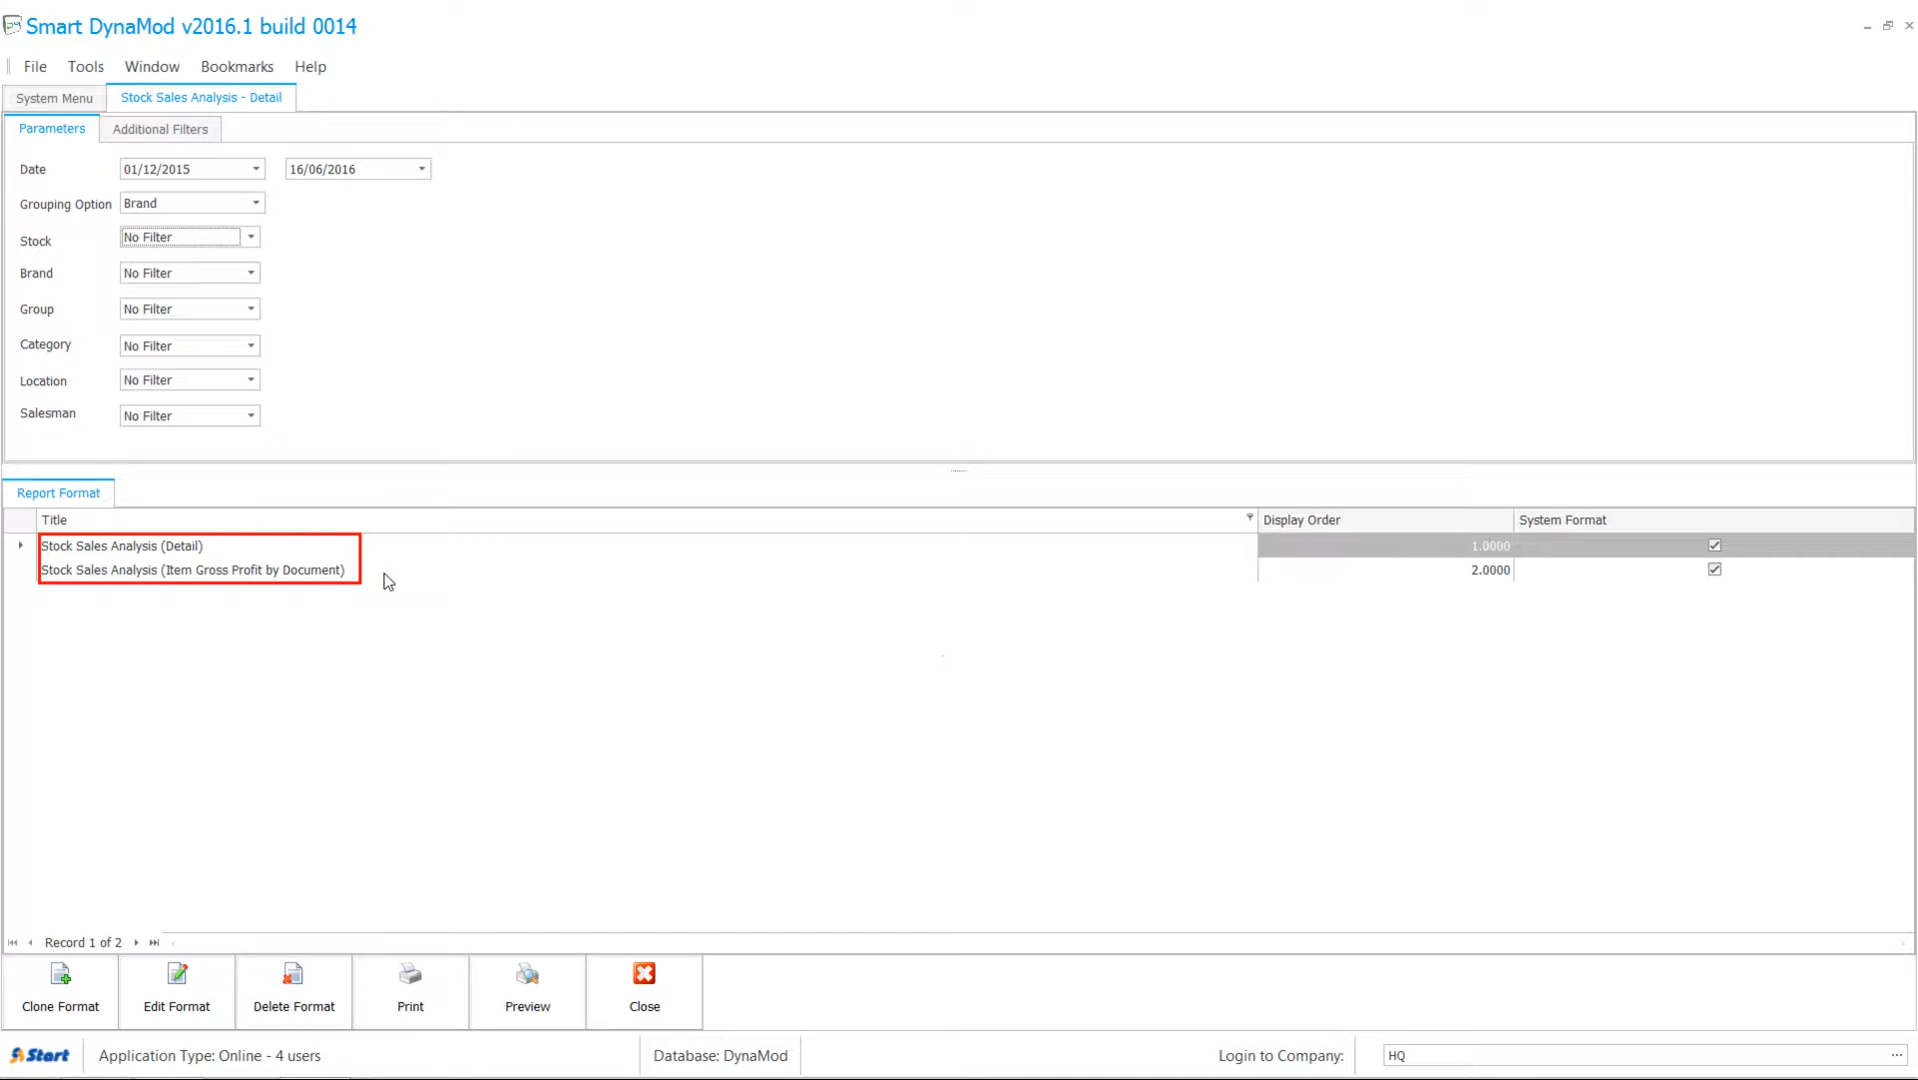 Smart DynaMod v2016.1 build 0014
File Tools Window Bookmarks Help
System Menu Stock Sales Analysis - Detail
Parameters Additional Filters
Date 01/12/2015 16/06/2016
Grouping Option Brand
Stock No Filter
Brand No Filter
Group No Filter
Category No Filter
Location No Filter
Salesman No Filter
Report Format
Title Display Order System Format
Stock Sales Analysis (Detail) 1.0000
Stock Sales Analysis (Item Gross Profit by Document) 2.0000
Record 1 of 2
Clone Format Edit Format Delete Format Print Preview Close
Start Application Type: Online - 4 users Database: DynaMod Login to Company: HQ ...